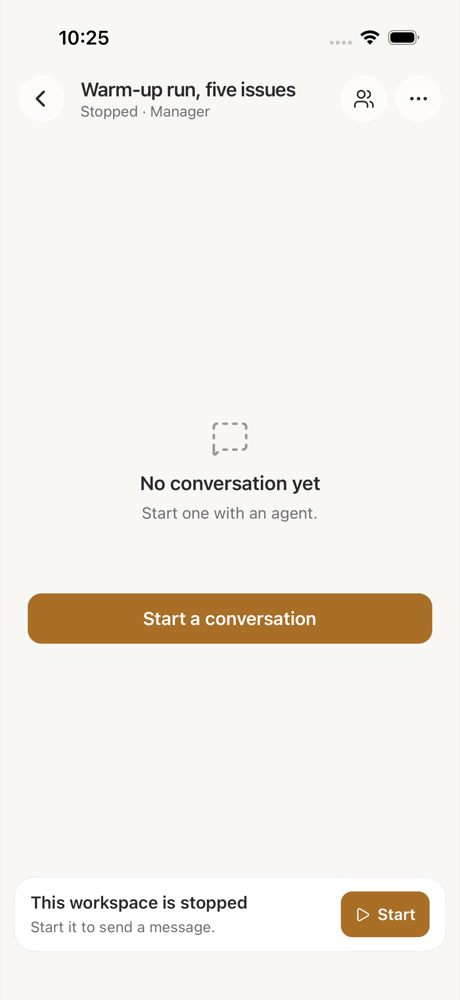 10:25
Warm-up run, five issues
Stopped · Manager
No conversation yet
Start one with an agent.
Start a conversation
This workspace is stopped
Start it to send a message.
Start